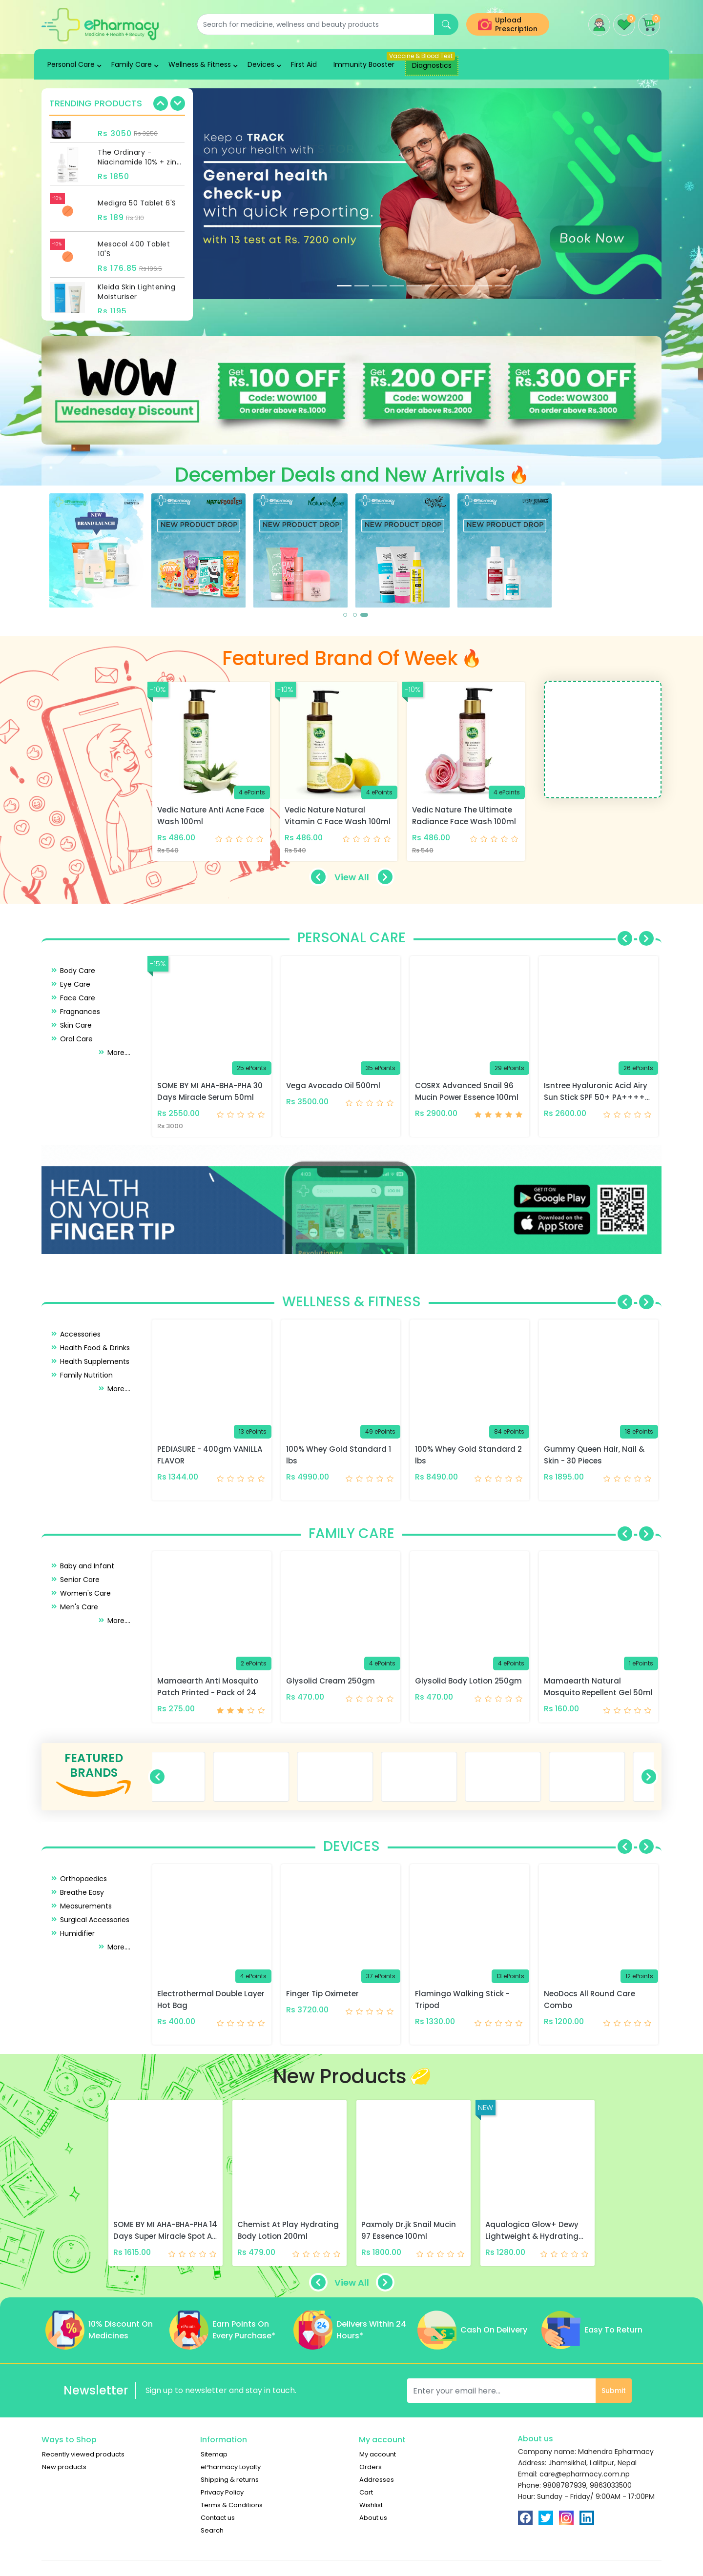 ePharmacy
Medicine • Health • Beauty
Search for medicine, wellness and beauty products
Upload
Prescription
0
0
Personal Care
Family Care
Wellness & Fitness
Devices
First Aid
Immunity Booster
Vaccine & Blood Test
Diagnostics
TRENDING PRODUCTS
Rs 3050 Rs 3250
The Ordinary -
Niacinamide 10% + zin...
Rs 1850
-10%
Medigra 50 Tablet 6'S
Rs 189 Rs 210
-10%
Mesacol 400 Tablet
10'S
Rs 176.85 Rs 196.5
Kleida Skin Lightening
Moisturiser
Rs 1195
Keep a TRACK
on your health with
General health
check-up
with quick reporting.
with 13 test at Rs. 7200 only
Book Now
WOW
Wednesday Discount
Get Rs.100 OFF
Code: WOW100
On order above Rs.1000
Get Rs.200 OFF
Code: WOW200
On order above Rs.2000
Get Rs.300 OFF
Code: WOW300
On order above Rs.3000
December Deals and New Arrivals
NEW
BRAND LAUNCH
ePharmacy
NEW PRODUCT DROP
ePharmacy
NEW PRODUCT DROP
ePharmacy
NEW PRODUCT DROP
ePharmacy
NEW PRODUCT DROP
Featured Brand Of Week
-10%
4 ePoints
Vedic Nature Anti Acne Face
Wash 100ml
Rs 486.00
Rs 540
-10%
4 ePoints
Vedic Nature Natural
Vitamin C Face Wash 100ml
Rs 486.00
Rs 540
-10%
4 ePoints
Vedic Nature The Ultimate
Radiance Face Wash 100ml
Rs 486.00
Rs 540
View All
PERSONAL CARE
Body Care
Eye Care
Face Care
Fragnances
Skin Care
Oral Care
More....
-15%
25 ePoints
SOME BY MI AHA-BHA-PHA 30
Days Miracle Serum 50ml
Rs 2550.00
Rs 3000
35 ePoints
Vega Avocado Oil 500ml
Rs 3500.00
29 ePoints
COSRX Advanced Snail 96
Mucin Power Essence 100ml
Rs 2900.00
26 ePoints
Isntree Hyaluronic Acid Airy
Sun Stick SPF 50+ PA++++...
Rs 2600.00
HEALTH
ON YOUR
FINGER TIP
GET IT ON
Google Play
Download on the
App Store
WELLNESS & FITNESS
Accessories
Health Food & Drinks
Health Supplements
Family Nutrition
More....
13 ePoints
PEDIASURE - 400gm VANILLA
FLAVOR
Rs 1344.00
49 ePoints
100% Whey Gold Standard 1
lbs
Rs 4990.00
84 ePoints
100% Whey Gold Standard 2
lbs
Rs 8490.00
18 ePoints
Gummy Queen Hair, Nail &
Skin - 30 Pieces
Rs 1895.00
FAMILY CARE
Baby and Infant
Senior Care
Women's Care
Men's Care
More....
2 ePoints
Mamaearth Anti Mosquito
Patch Printed - Pack of 24
Rs 275.00
4 ePoints
Glysolid Cream 250gm
Rs 470.00
4 ePoints
Glysolid Body Lotion 250gm
Rs 470.00
1 ePoints
Mamaearth Natural
Mosquito Repellent Gel 50ml
Rs 160.00
FEATURED
BRANDS
DEVICES
Orthopaedics
Breathe Easy
Measurements
Surgical Accessories
Humidifier
More....
4 ePoints
Electrothermal Double Layer
Hot Bag
Rs 400.00
37 ePoints
Finger Tip Oximeter
Rs 3720.00
13 ePoints
Flamingo Walking Stick -
Tripod
Rs 1330.00
12 ePoints
NeoDocs All Round Care
Combo
Rs 1200.00
New Products
SOME BY MI AHA-BHA-PHA 14
Days Super Miracle Spot A...
Rs 1615.00
Chemist At Play Hydrating
Body Lotion 200ml
Rs 479.00
Paxmoly Dr.jk Snail Mucin
97 Essence 100ml
Rs 1800.00
NEW
Aqualogica Glow+ Dewy
Lightweight & Hydrating...
Rs 1280.00
View All
10% Discount On
Medicines
Earn Points On
Every Purchase*
24
Delivers Within 24
Hours*
Cash On Delivery
Easy To Return
Newsletter
Sign up to newsletter and stay in touch.
Enter your email here...
Submit
Ways to Shop
Recently viewed products
New products
Information
Sitemap
ePharmacy Loyalty
Shipping & returns
Privacy Policy
Terms & Conditions
Contact us
Search
My account
My account
Orders
Addresses
Cart
Wishlist
About us
About us
Company name: Mahendra Epharmacy
Address: Jhamsikhel, Lalitpur, Nepal
Email: care@epharmacy.com.np
Phone: 9808787939, 9863033500
Hour: Sunday - Friday/ 9:00AM - 17:00PM